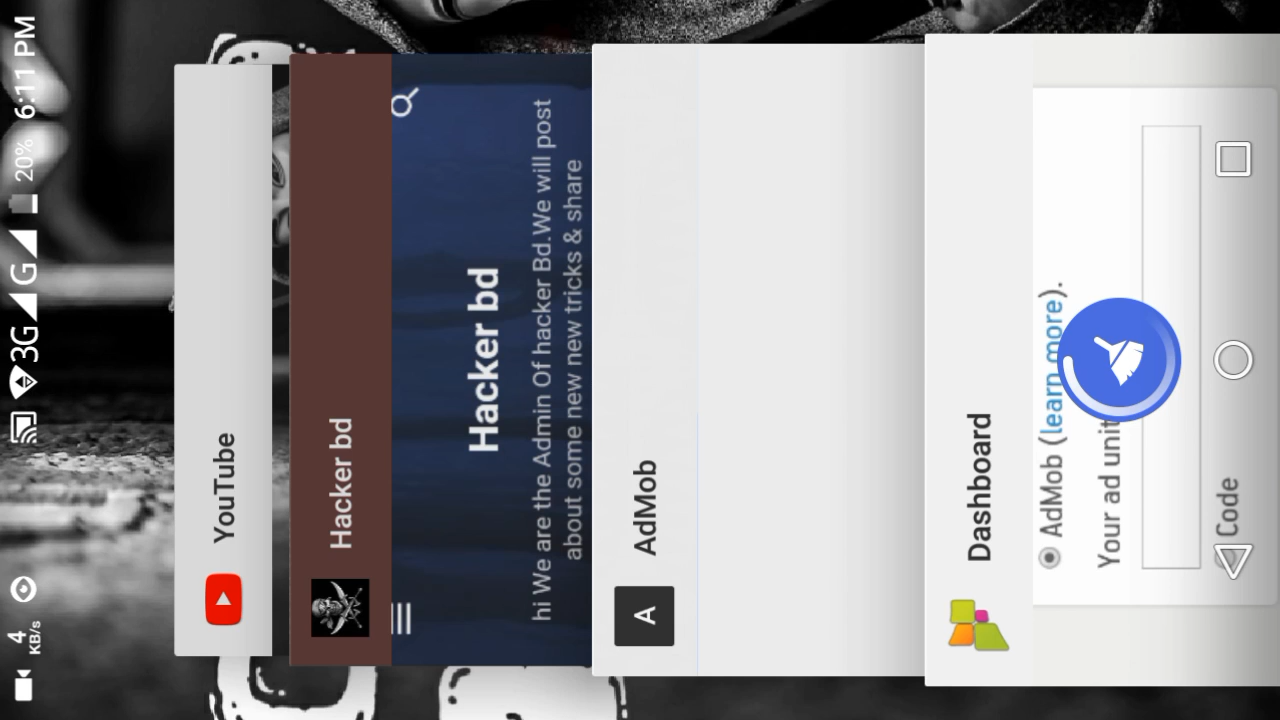 4 KB/s 3G G 20% 6:11 PM
YouTube
Hacker bd
Hacker bd
hi We are the Admin Of hacker Bd.We will post
about some new new tricks & share
A AdMob
Dashboard
AdMob (learn more).
Your ad unit
Code